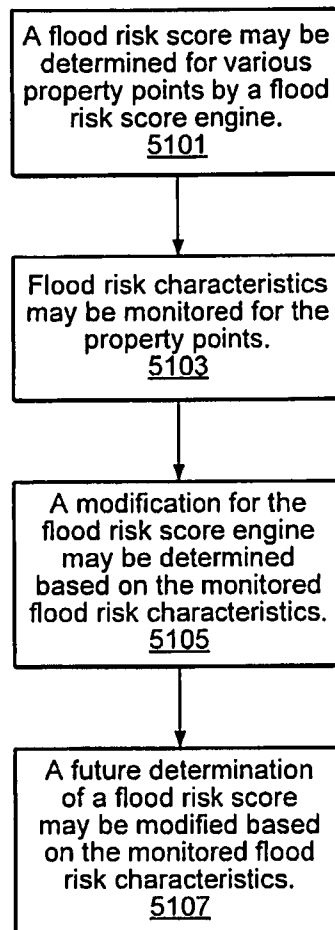 A flood risk score may be
determined for various
property points by a flood
risk score engine.
5101
Flood risk characteristics
may be monitored for the
property points.
5103
A modification for the
flood risk score engine
may be determined
based on the monitored
flood risk characteristics.
5105
A future determination
of a flood risk score
may be modified based
on the monitored flood
risk characteristics.
5107